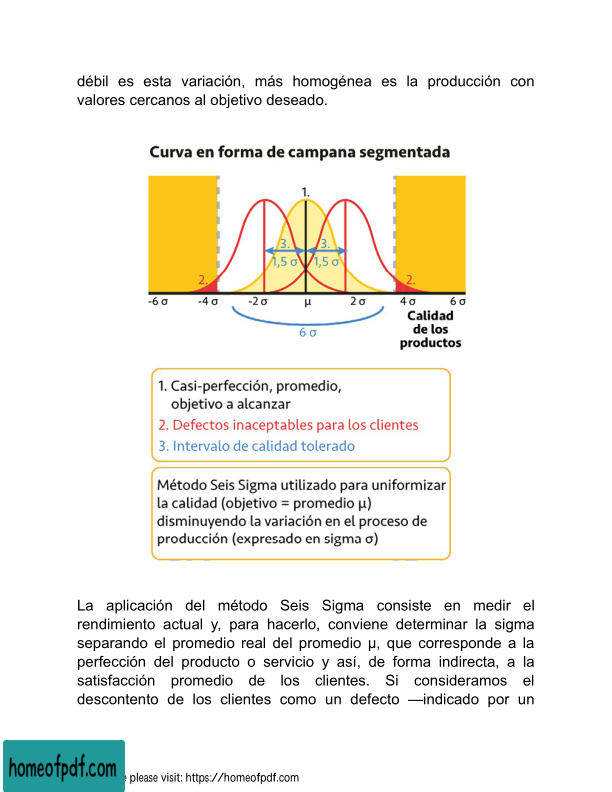 débil es esta variación, más homogénea es la producción con
valores cercanos al objetivo deseado.
Curva en forma de campana segmentada
1.
3.
3.
1,5 σ
1,5 σ
2.
2.
-6 σ
-4 σ
-2 σ
μ
2 σ
4 σ
6 σ
Calidad
de los
productos
6 σ
1. Casi-perfección, promedio,
objetivo a alcanzar
2. Defectos inaceptables para los clientes
3. Intervalo de calidad tolerado
Método Seis Sigma utilizado para uniformizar
la calidad (objetivo = promedio μ)
disminuyendo la variación en el proceso de
producción (expresado en sigma σ)
La aplicación del método Seis Sigma consiste en medir el
rendimiento actual y, para hacerlo, conviene determinar la sigma
separando el promedio real del promedio μ, que corresponde a la
perfección del producto o servicio y así, de forma indirecta, a la
satisfacción promedio de los clientes. Si consideramos el
descontento de los clientes como un defecto —indicado por un
homeofpdf.com
please visit: https://homeofpdf.com